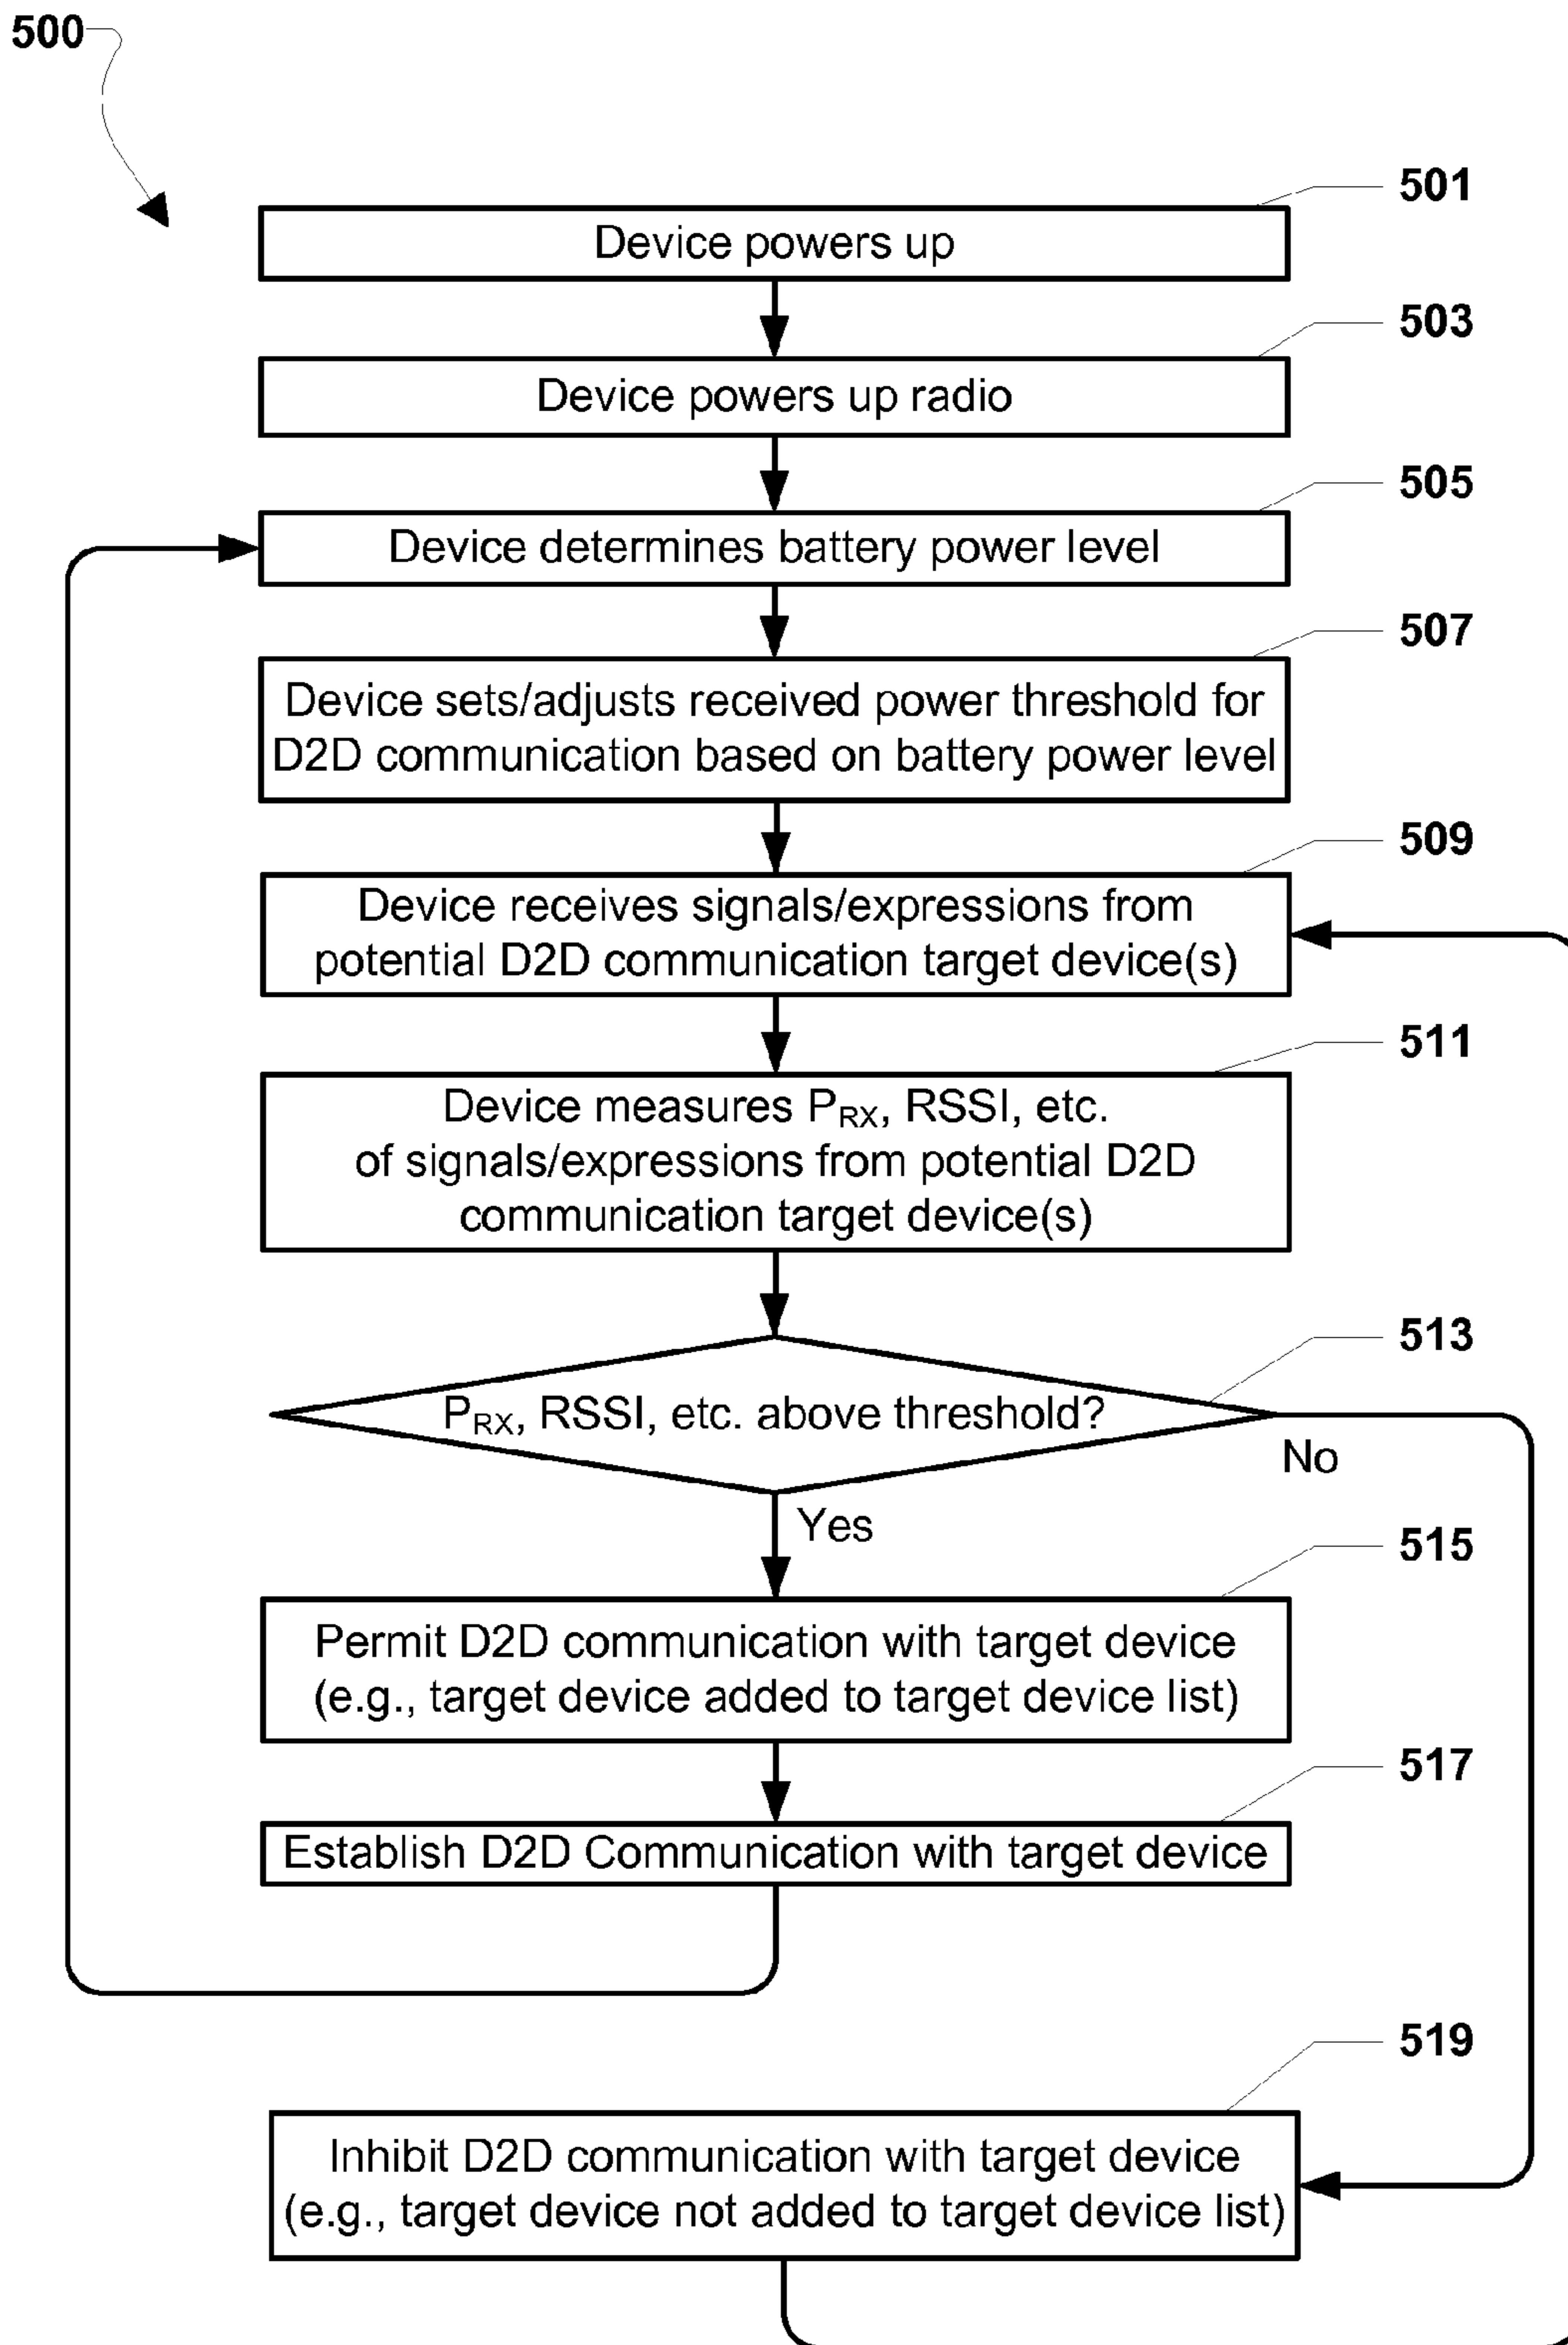 500
501
Device powers up
503
Device powers up radio
505
Device determines battery power level
507
Device sets/adjusts received power threshold for
D2D communication based on battery power level
509
Device receives signals/expressions from
potential D2D communication target device(s)
511
Device measures PRX, RSSI, etc.
of signals/expressions from potential D2D
communication target device(s)
513
PRX, RSSI, etc. above threshold?
No
Yes
515
Permit D2D communication with target device
(e.g., target device added to target device list)
517
Establish D2D Communication with target device
519
Inhibit D2D communication with target device
(e.g., target device not added to target device list)